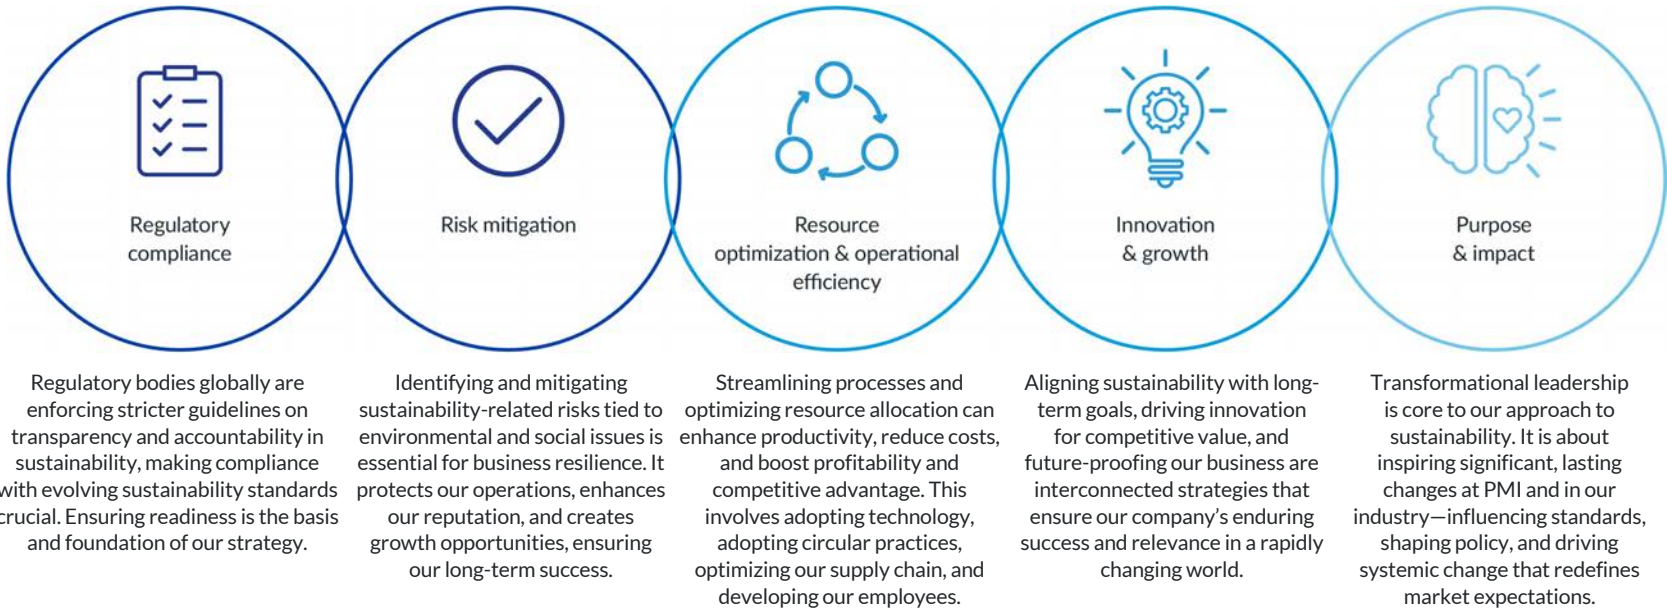 Regulatory
compliance
Risk mitigation
Resource
optimization & operational
efficiency
Innovation
& growth
Purpose
& impact
Regulatory bodies globally are
enforcing stricter guidelines on
transparency and accountability in
sustainability, making compliance
with evolving sustainability standards
crucial. Ensuring readiness is the basis
and foundation of our strategy.
Identifying and mitigating
sustainability-related risks tied to
environmental and social issues is
essential for business resilience. It
protects our operations, enhances
our reputation, and creates
growth opportunities, ensuring
our long-term success.
Streamlining processes and
optimizing resource allocation can
enhance productivity, reduce costs,
and boost profitability and
competitive advantage. This
involves adopting technology,
adopting circular practices,
optimizing our supply chain, and
developing our employees.
Aligning sustainability with long-
term goals, driving innovation
for competitive value, and
future-proofing our business are
interconnected strategies that
ensure our company’s enduring
success and relevance in a rapidly
changing world.
Transformational leadership
is core to our approach to
sustainability. It is about
inspiring significant, lasting
changes at PMI and in our
industry—influencing standards,
shaping policy, and driving
systemic change that redefines
market expectations.